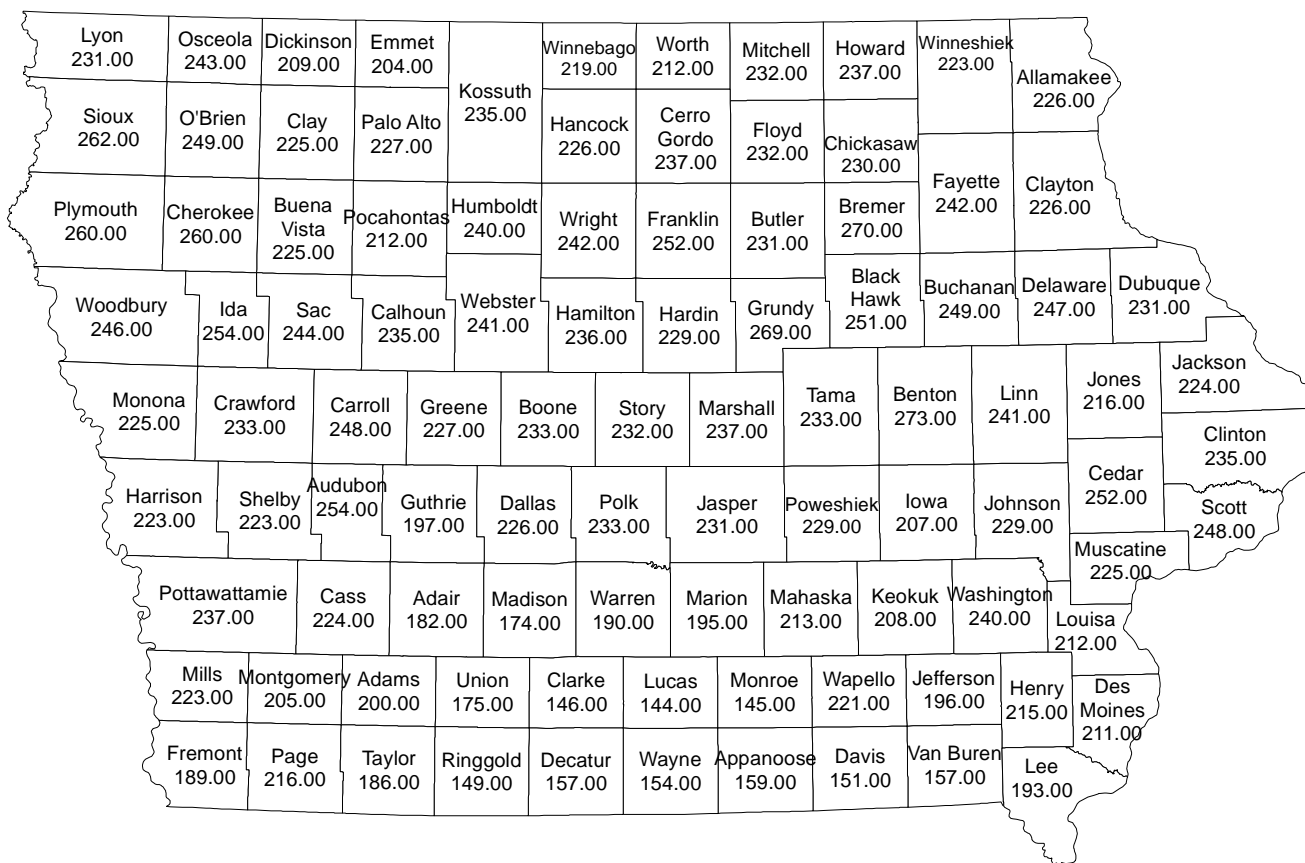 Lyon
231.00
Osceola
243.00
Dickinson
209.00
Emmet
204.00
Kossuth
235.00
Winnebago
219.00
Worth
212.00
Mitchell
232.00
Howard
237.00
Winneshiek
223.00
Allamakee
226.00
Sioux
262.00
O'Brien
249.00
Clay
225.00
Palo Alto
227.00
Hancock
226.00
Cerro
Gordo
237.00
Floyd
232.00
Chickasaw
230.00
Fayette
242.00
Clayton
226.00
Plymouth
260.00
Cherokee
260.00
Buena
Vista
225.00
Pocahontas
212.00
Humboldt
240.00
Wright
242.00
Franklin
252.00
Butler
231.00
Bremer
270.00
Woodbury
246.00
Ida
254.00
Sac
244.00
Calhoun
235.00
Webster
241.00
Hamilton
236.00
Hardin
229.00
Grundy
269.00
Black
Hawk
251.00
Buchanan
249.00
Delaware
247.00
Dubuque
231.00
Monona
225.00
Crawford
233.00
Carroll
248.00
Greene
227.00
Boone
233.00
Story
232.00
Marshall
237.00
Tama
233.00
Benton
273.00
Linn
241.00
Jones
216.00
Jackson
224.00
Clinton
235.00
Harrison
223.00
Shelby
223.00
Audubon
254.00
Guthrie
197.00
Dallas
226.00
Polk
233.00
Jasper
231.00
Poweshiek
229.00
Iowa
207.00
Johnson
229.00
Cedar
252.00
Scott
248.00
Muscatine
225.00
Pottawattamie
237.00
Cass
224.00
Adair
182.00
Madison
174.00
Warren
190.00
Marion
195.00
Mahaska
213.00
Keokuk
208.00
Washington
240.00
Louisa
212.00
Mills
223.00
Montgomery
205.00
Adams
200.00
Union
175.00
Clarke
146.00
Lucas
144.00
Monroe
145.00
Wapello
221.00
Jefferson
196.00
Henry
215.00
Des
Moines
211.00
Fremont
189.00
Page
216.00
Taylor
186.00
Ringgold
149.00
Decatur
157.00
Wayne
154.00
Appanoose
159.00
Davis
151.00
Van Buren
157.00
Lee
193.00